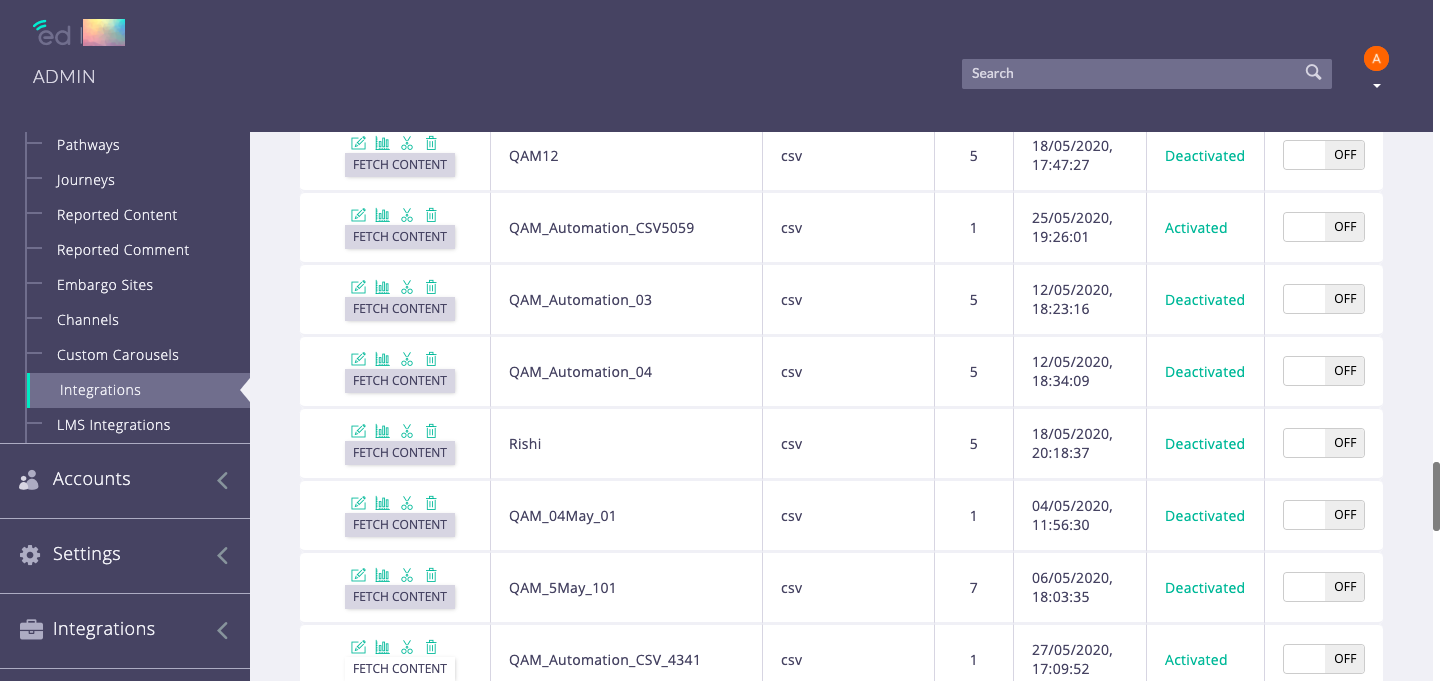 ed
ADMIN
Search
A
Pathways
Journeys
Reported Content
Reported Comment
Embargo Sites
Channels
Custom Carousels
Integrations
LMS Integrations
Accounts
Settings
Integrations
FETCH CONTENT
QAM12
csv
5
18/05/2020,
17:47:27
Deactivated
OFF
FETCH CONTENT
QAM_Automation_CSV5059
csv
1
25/05/2020,
19:26:01
Activated
OFF
FETCH CONTENT
QAM_Automation_03
csv
5
12/05/2020,
18:23:16
Deactivated
OFF
FETCH CONTENT
QAM_Automation_04
csv
5
12/05/2020,
18:34:09
Deactivated
OFF
FETCH CONTENT
Rishi
csv
5
18/05/2020,
20:18:37
Deactivated
OFF
FETCH CONTENT
QAM_04May_01
csv
1
04/05/2020,
11:56:30
Deactivated
OFF
FETCH CONTENT
QAM_5May_101
csv
7
06/05/2020,
18:03:35
Deactivated
OFF
FETCH CONTENT
QAM_Automation_CSV_4341
csv
1
27/05/2020,
17:09:52
Activated
OFF